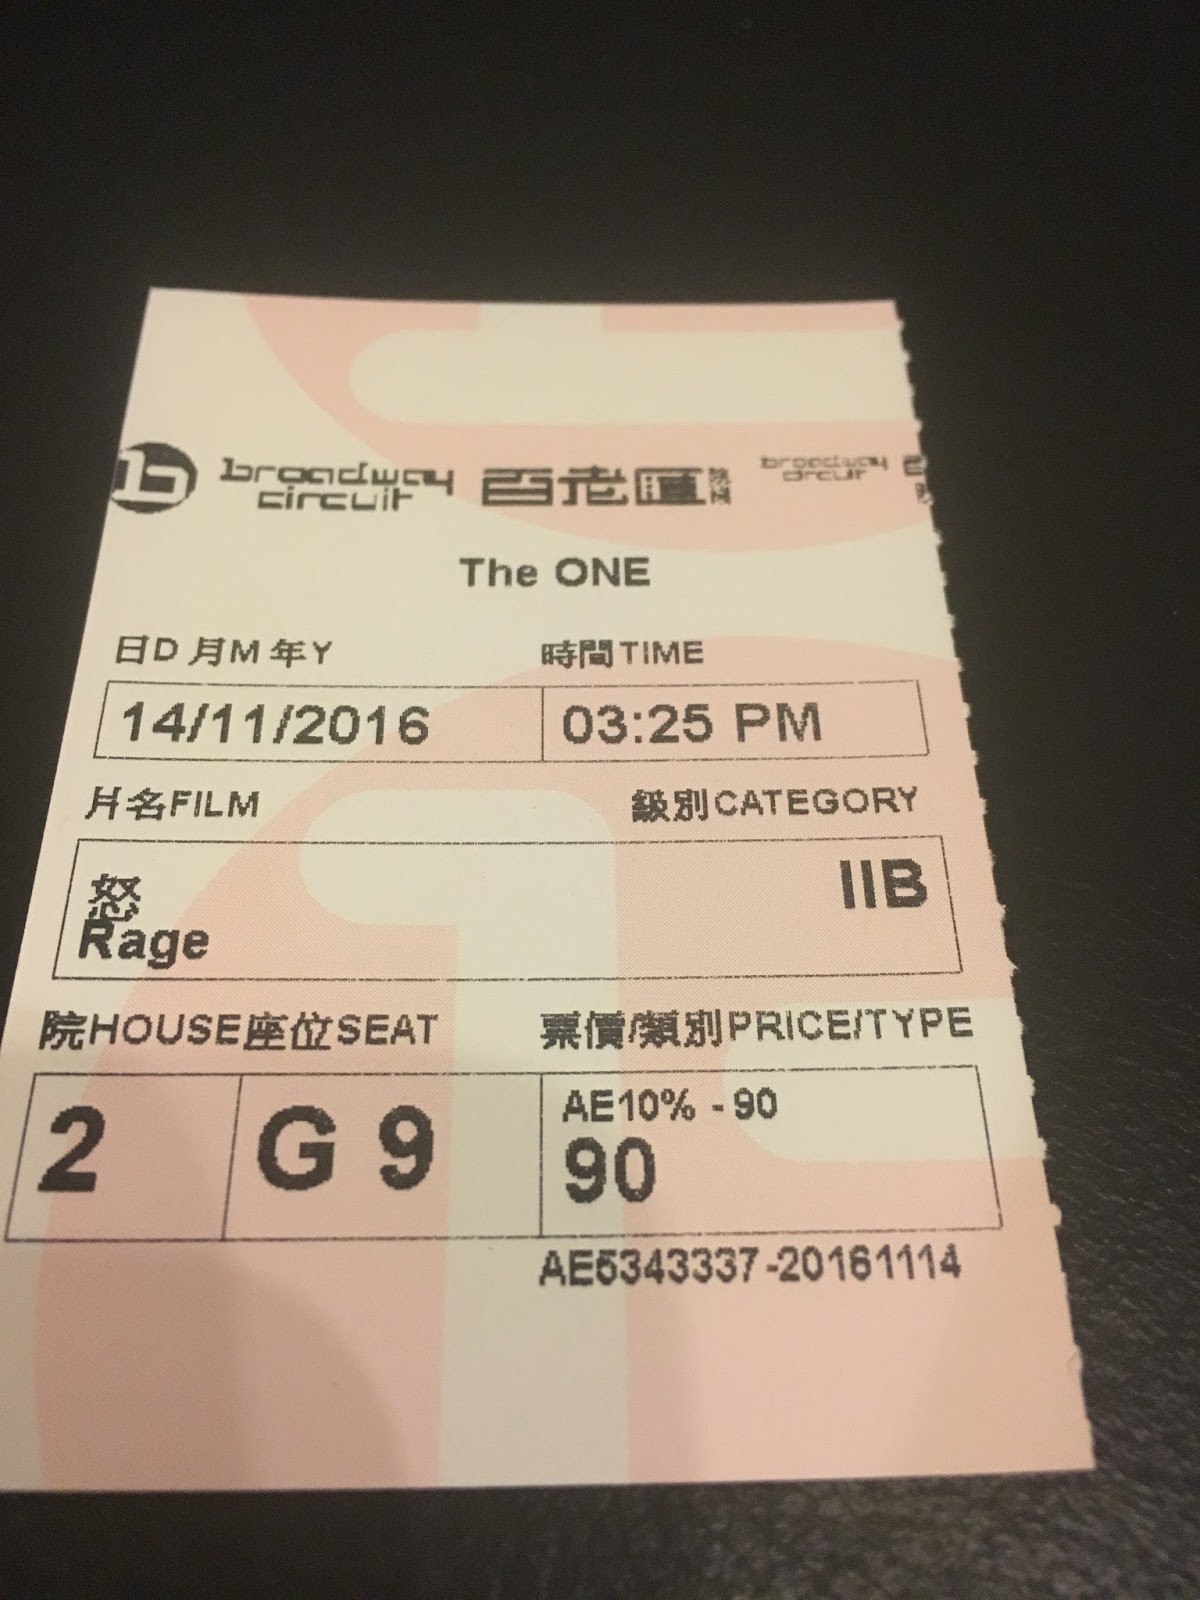 b broadway circuit 百老匯院線 broadway circuit
The ONE
日D 月M 年Y 時間TIME
14/11/2016 03:25 PM
片名FILM 級別CATEGORY
怒 IIB
Rage
院HOUSE座位SEAT 票價/類別PRICE/TYPE
AE10% - 90
2 G 9 90
AE5343337-20161114